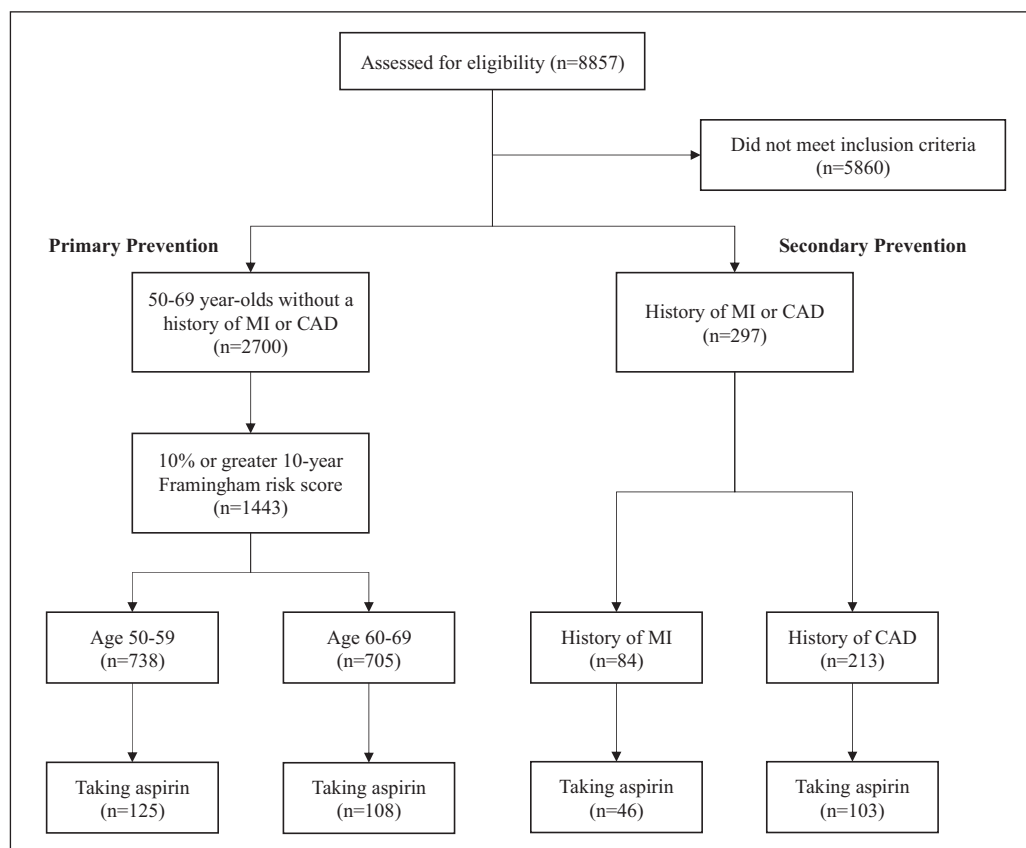 Assessed for eligibility (n=8857)
Did not meet inclusion criteria
(n=5860)
Primary Prevention
Secondary Prevention
50-69 year-olds without a
history of MI or CAD
(n=2700)
History of MI or CAD
(n=297)
10% or greater 10-year
Framingham risk score
(n=1443)
Age 50-59
(n=738)
Age 60-69
(n=705)
History of MI
(n=84)
History of CAD
(n=213)
Taking aspirin
(n=125)
Taking aspirin
(n=108)
Taking aspirin
(n=46)
Taking aspirin
(n=103)